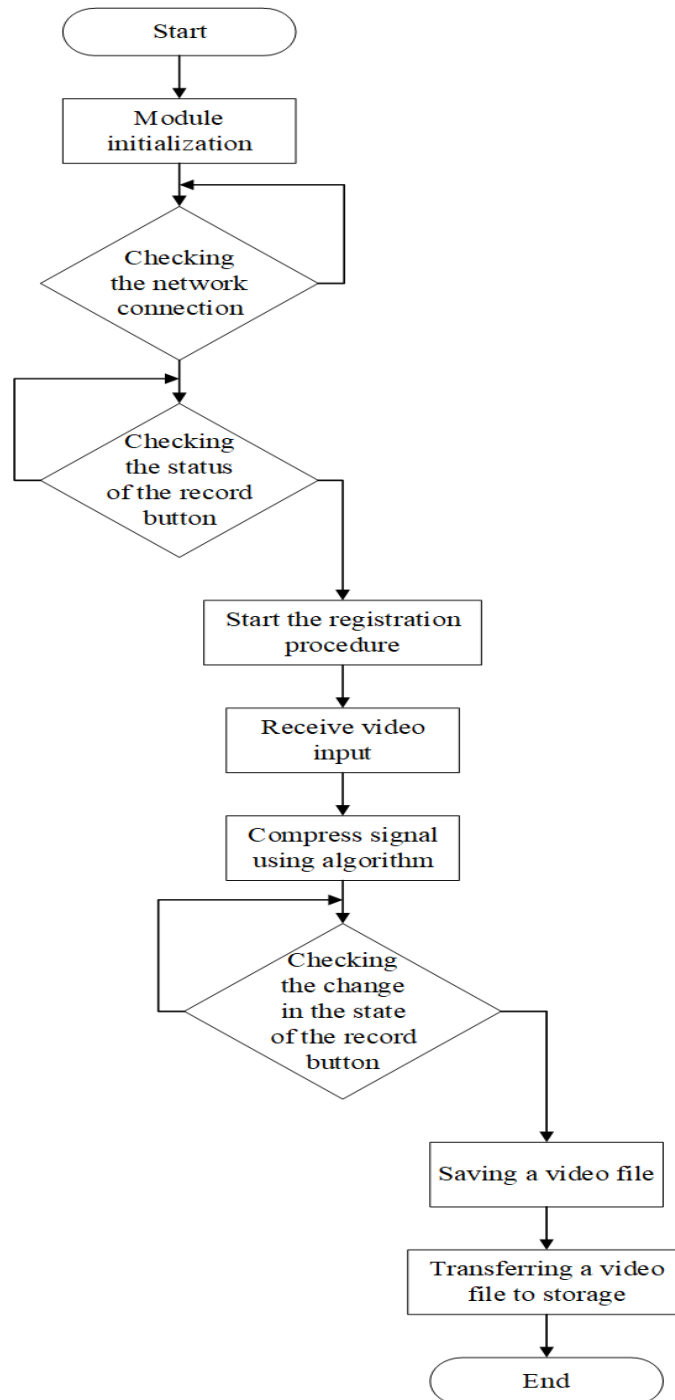 Start
Module
initialization
Checking
the network
connection
Checking
the status
of the record
button
Start the registration
procedure
Receive video
input
Compress signal
using algorithm
Checking
the change
in the state
of the record
button
Saving a video file
Transferring a video
file to storage
End